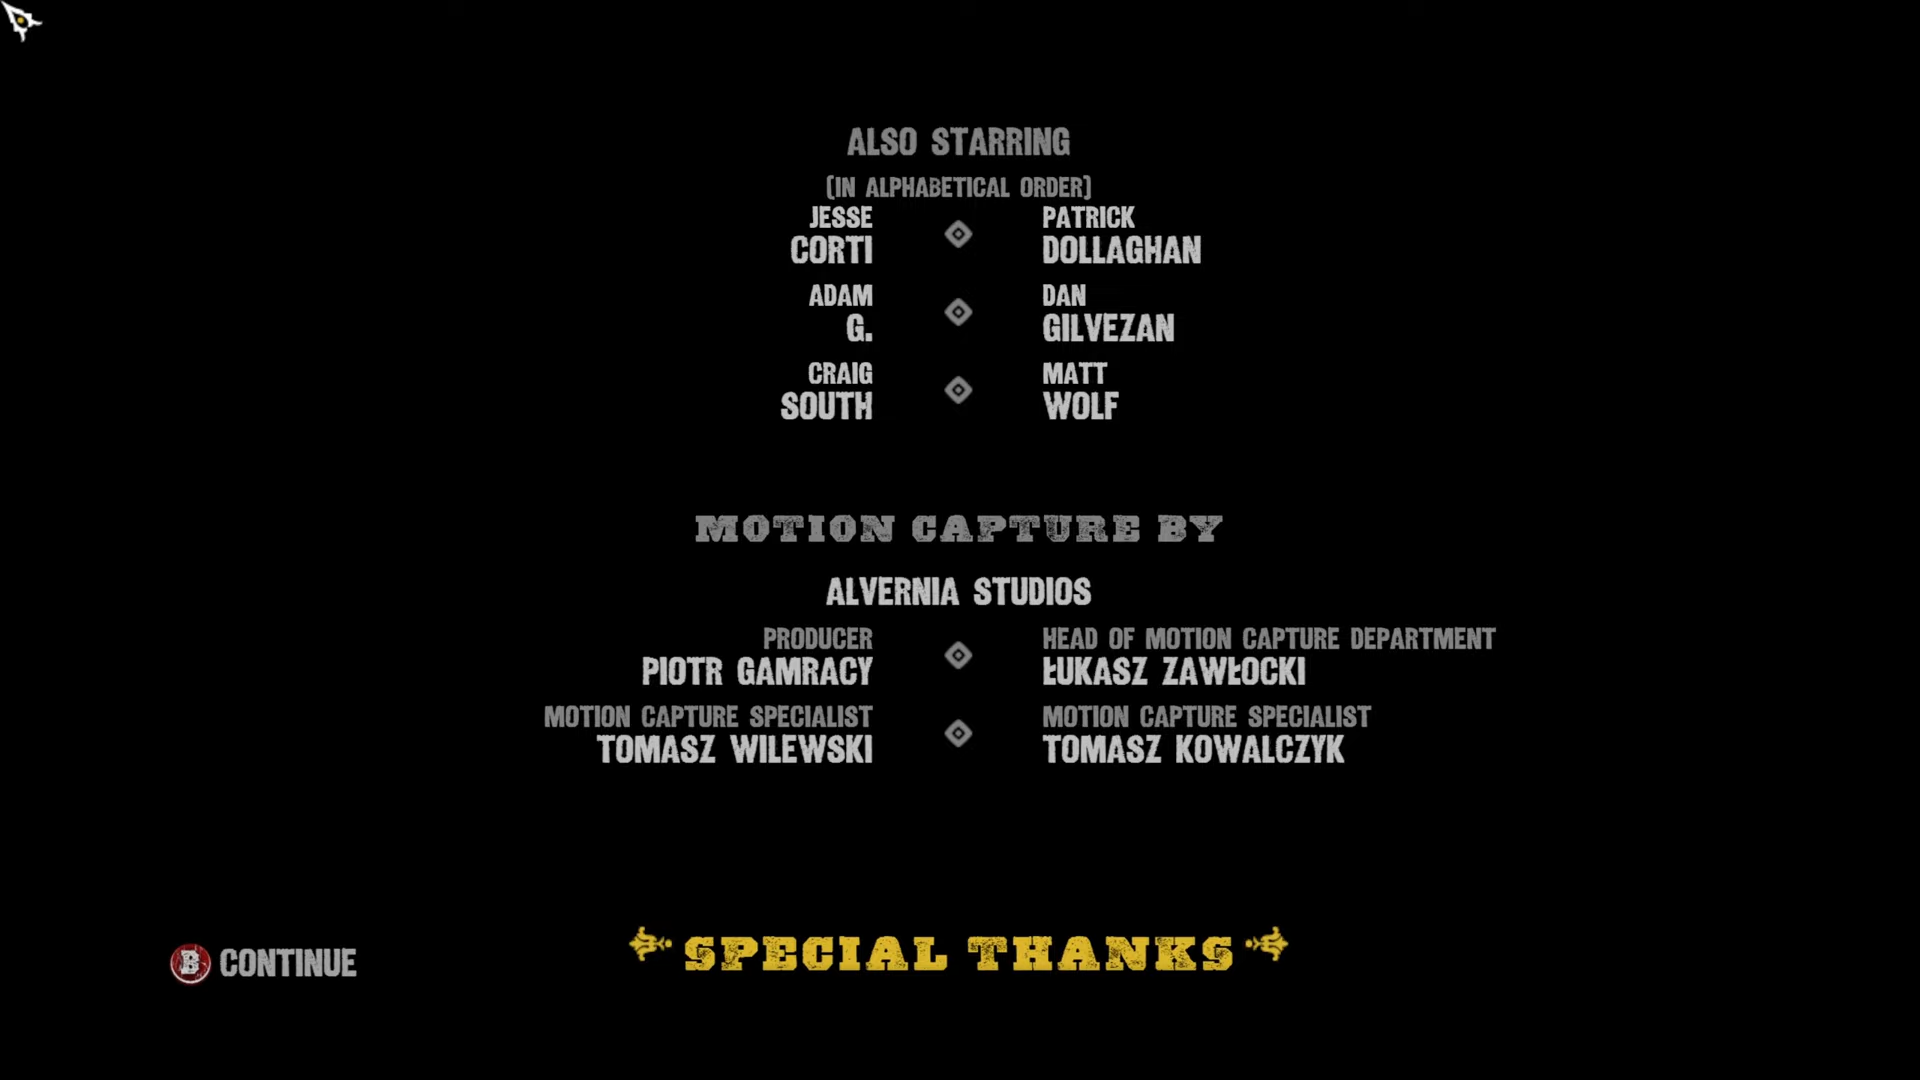 ALSO STARRING
(IN ALPHABETICAL ORDER)
JESSE PATRICK
CORTI DOLLAGHAN
ADAM DAN
G. GILVEZAN
CRAIG MATT
SOUTH WOLF
MOTION CAPTURE BY
ALVERNIA STUDIOS
PRODUCER HEAD OF MOTION CAPTURE DEPARTMENT
PIOTR GAMRACY ŁUKASZ ZAWŁOCKI
MOTION CAPTURE SPECIALIST MOTION CAPTURE SPECIALIST
TOMASZ WILEWSKI TOMASZ KOWALCZYK
SPECIAL THANKS
B CONTINUE